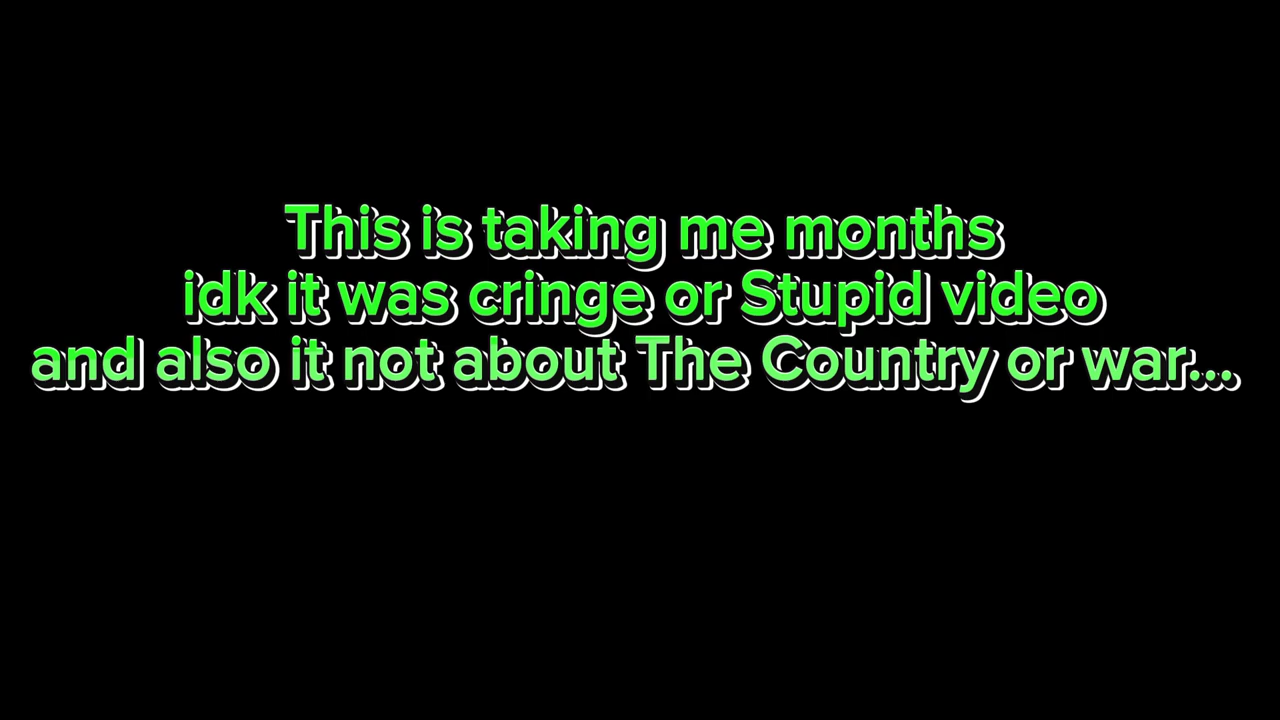 This is taking me months
idk it was cringe or Stupid video
and also it not about The Country or war...